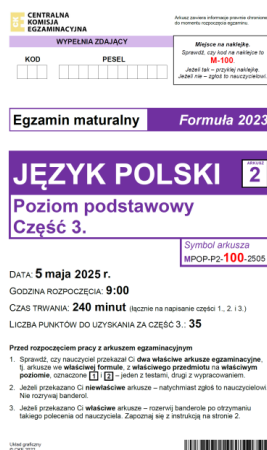 CENTRALNA
KOMISJA
EGZAMINACYJNA
Arkusz zawiera informacje prawnie chronione
do momentu rozpoczęcia egzaminu.
WYPEŁNIA ZDAJĄCY
KOD PESEL
Miejsce na naklejkę.
Sprawdź, czy kod na naklejce to
M-100.
Jeżeli tak – przyklej naklejkę.
Jeżeli nie – zgłoś to nauczycielowi.
Egzamin maturalny Formuła 2023
JĘZYK POLSKI
ARKUSZ
2
Poziom podstawowy
Część 3.
Symbol arkusza
MPOP-P2-100-2505
DATA: 5 maja 2025 r.
GODZINA ROZPOCZĘCIA: 9:00
CZAS TRWANIA: 240 minut (łącznie na napisanie części 1., 2. i 3.)
LICZBA PUNKTÓW DO UZYSKANIA ZA CZĘŚĆ 3.: 35
Przed rozpoczęciem pracy z arkuszem egzaminacyjnym
1. Sprawdź, czy nauczyciel przekazał Ci dwa właściwe arkusze egzaminacyjne,
tj. arkusze we właściwej formule, z właściwego przedmiotu na właściwym
poziomie, oznaczone 1 i 2 – jeden z testami, drugi z wypracowaniem.
2. Jeżeli przekazano Ci niewłaściwe arkusze – natychmiast zgłoś to nauczycielowi.
Nie rozrywaj banderol.
3. Jeżeli przekazano Ci właściwe arkusze – rozerwij banderole po otrzymaniu
takiego polecenia od nauczyciela. Zapoznaj się z instrukcją na stronie 2.
Układ graficzny
© CKE 2022